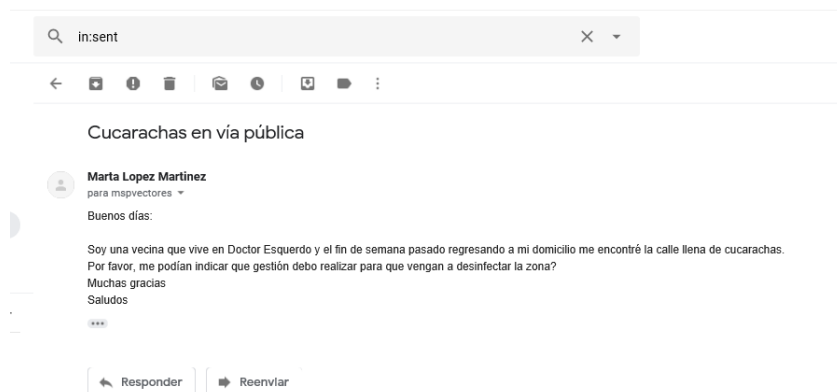 in:sent
Cucarachas en vía pública
Marta Lopez Martinez
para mspvectores
Buenos días:
Soy una vecina que vive en Doctor Esquerdo y el fin de semana pasado regresando a mi domicilio me encontré la calle llena de cucarachas.
Por favor, me podían indicar que gestión debo realizar para que vengan a desinfectar la zona?
Muchas gracias
Saludos
Responder Reenviar